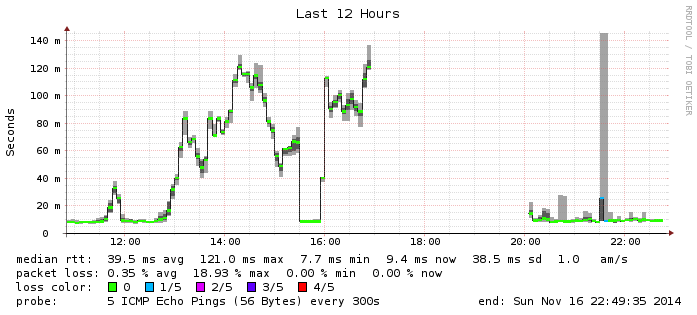 Last 12 Hours
RRDTOOL / TOBI OETIKER
Seconds
140 m
120 m
100 m
80 m
60 m
40 m
20 m
0
12:00 14:00 16:00 18:00 20:00 22:00
median rtt: 39.5 ms avg 121.0 ms max 7.7 ms min 9.4 ms now 38.5 ms sd 1.0 am/s
packet loss: 0.35 % avg 18.93 % max 0.00 % min 0.00 % now
loss color: 0 1/5 2/5 3/5 4/5
probe: 5 ICMP Echo Pings (56 Bytes) every 300s end: Sun Nov 16 22:49:35 2014